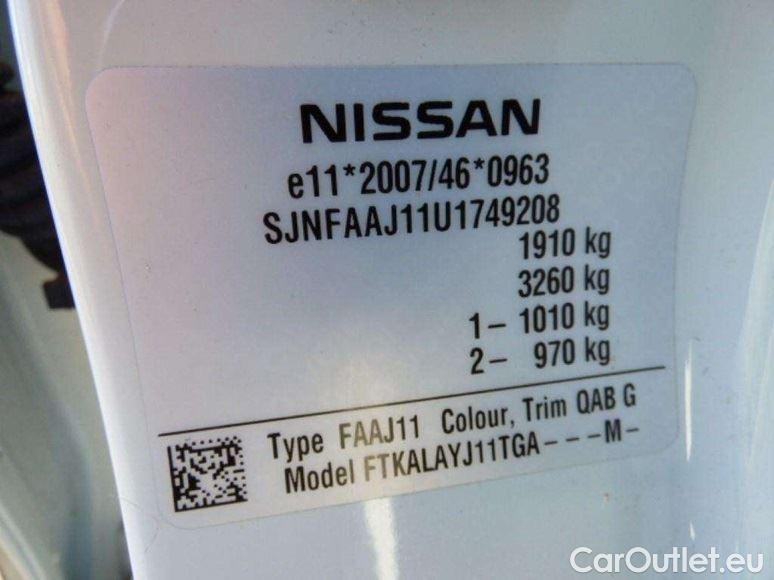 NISSAN
e11*2007/46*0963
SJNFAAJ11U1749208
1910 kg
3260 kg
1– 1010 kg
2– 970 kg
Type FAAJ11 Colour, Trim QAB G
Model FTKALAYJ11TGA– – –M–
CarOutlet.eu